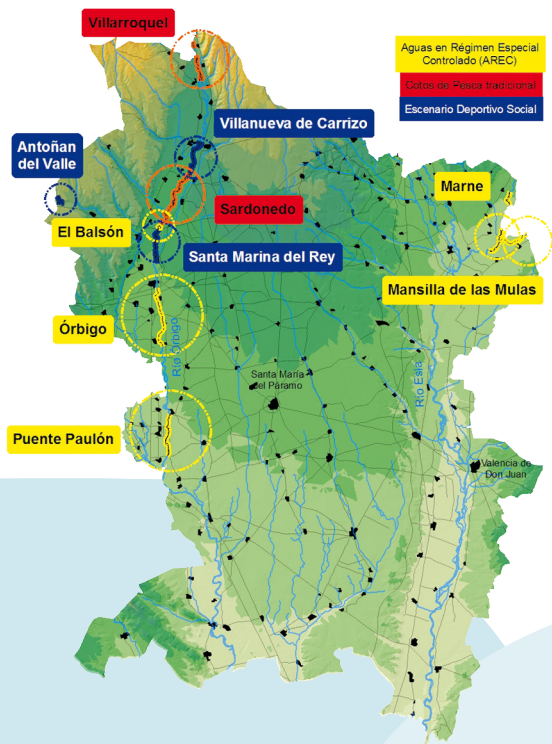 Villarroquel
Aguas en Régimen Especial
Controlado (AREC)
Cotos de Pesca tradicional
Escenario Deportivo Social
Villanueva de Carrizo
Antoñan
del Valle
Marne
Sardonedo
El Balsón
Santa Marina del Rey
Mansilla de las Mulas
Órbigo
Río Órbigo
Río Esla
Santa María
del Páramo
Puente Paulón
Valencia de
Don Juan